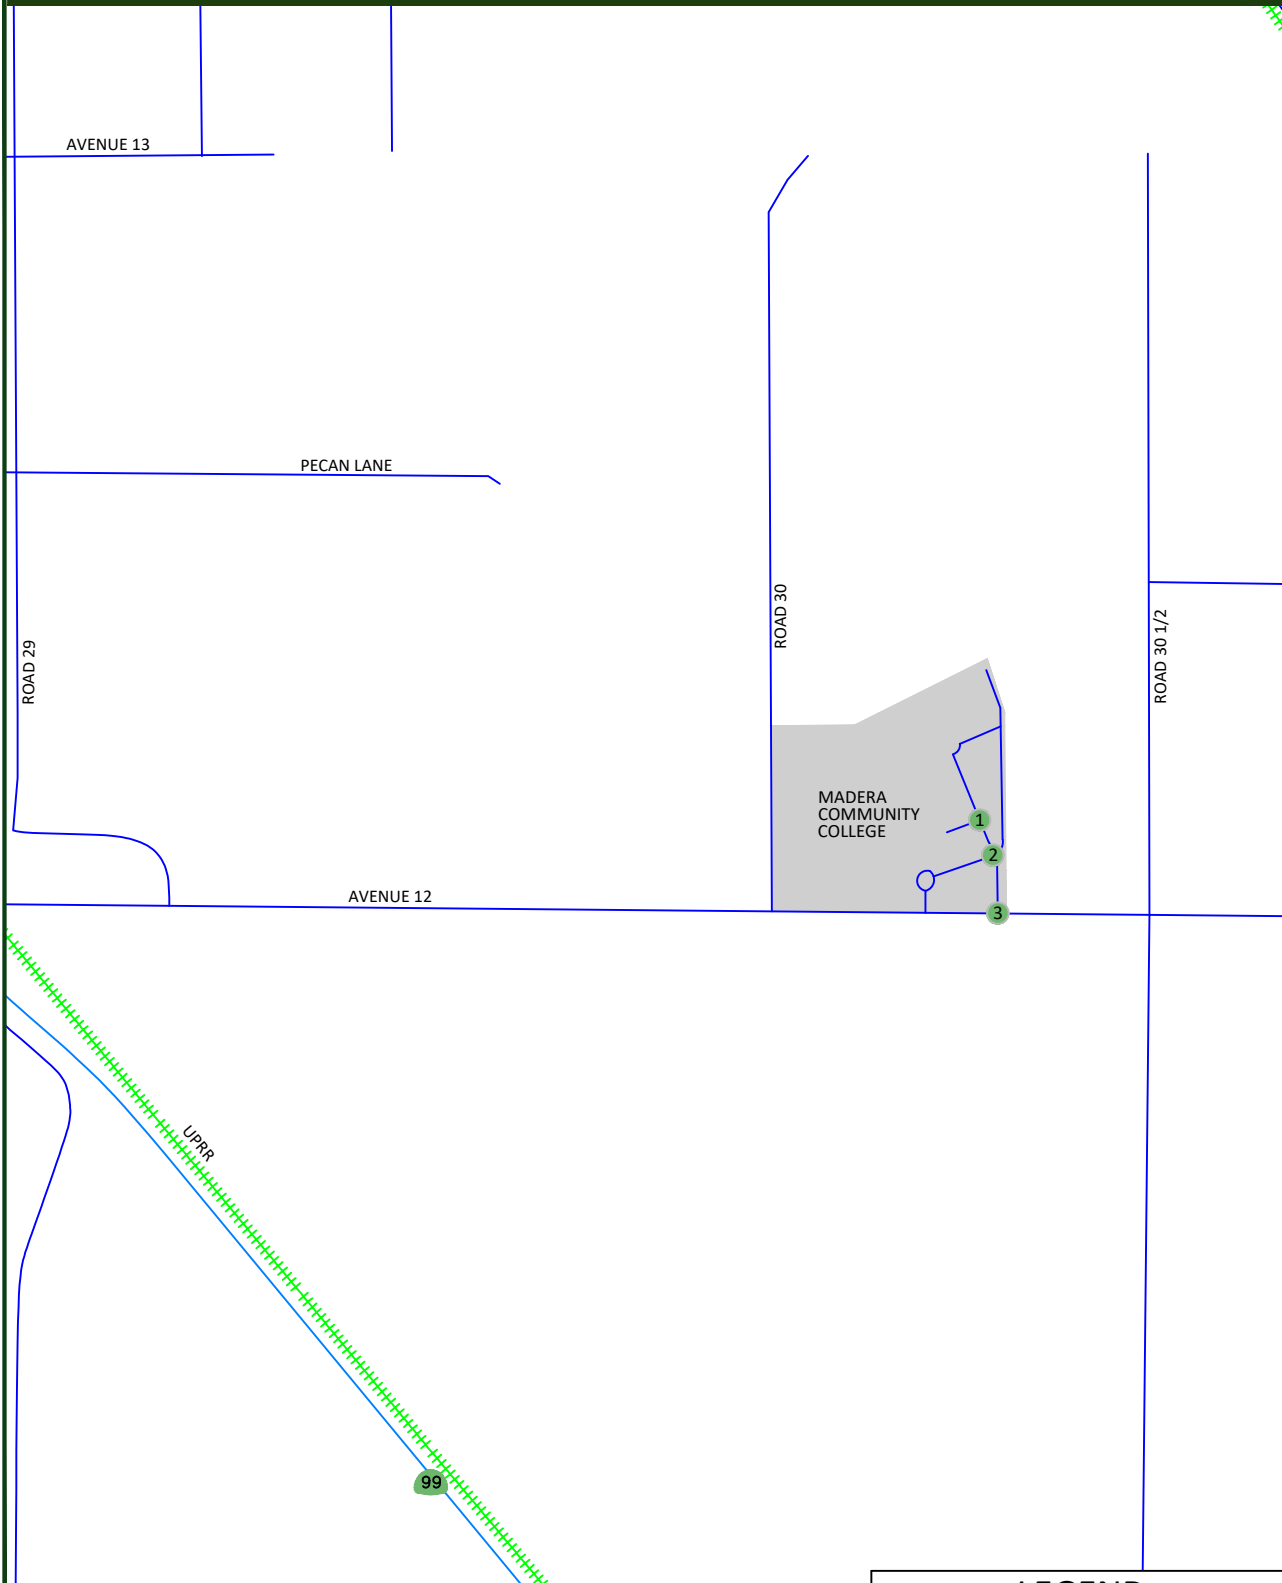 AVENUE 13
PECAN LANE
ROAD 30
ROAD 30 1/2
ROAD 29
MADERA
COMMUNITY
COLLEGE
1
2
AVENUE 12
3
UPRR
99
LEGEND